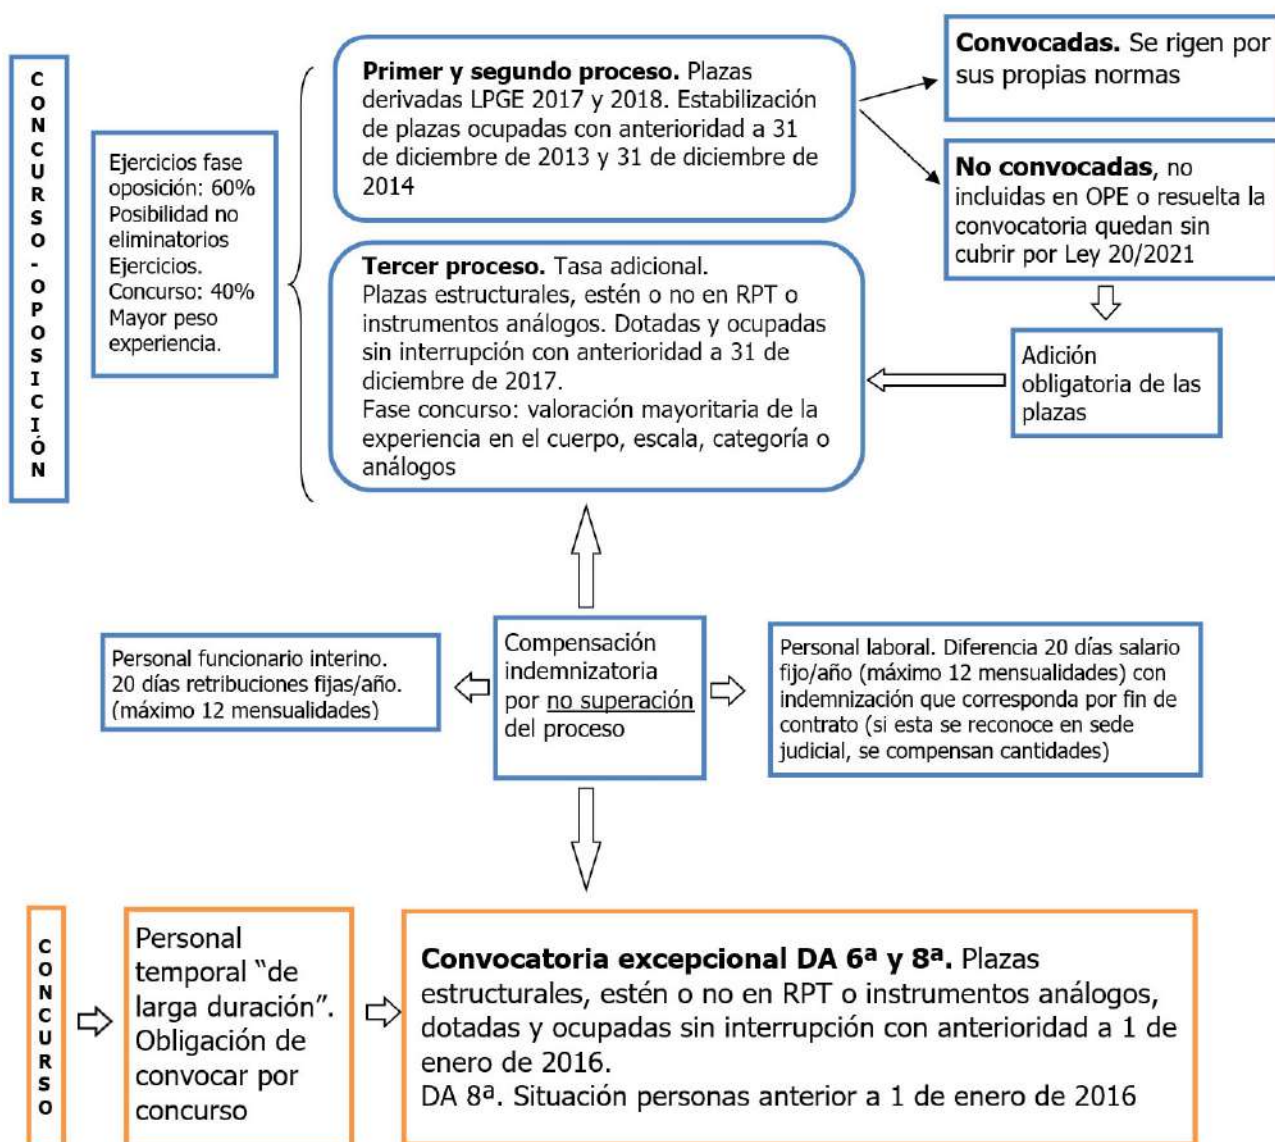 CONCURSO-OPOSICIÓN
Ejercicios fase
oposición: 60%
Posibilidad no
eliminatorios
Ejercicios.
Concurso: 40%
Mayor peso
experiencia.
Primer y segundo proceso. Plazas
derivadas LPGE 2017 y 2018. Estabilización
de plazas ocupadas con anterioridad a 31
de diciembre de 2013 y 31 de diciembre de
2014
Convocadas. Se rigen por
sus propias normas
No convocadas, no
incluidas en OPE o resuelta la
convocatoria quedan sin
cubrir por Ley 20/2021
Tercer proceso. Tasa adicional.
Plazas estructurales, estén o no en RPT o
instrumentos análogos. Dotadas y ocupadas
sin interrupción con anterioridad a 31 de
diciembre de 2017.
Fase concurso: valoración mayoritaria de la
experiencia en el cuerpo, escala, categoría o
análogos
Adición
obligatoria de las
plazas
Personal funcionario interino.
20 días retribuciones fijas/año.
(máximo 12 mensualidades)
Compensación
indemnizatoria
por no superación
del proceso
Personal laboral. Diferencia 20 días salario
fijo/año (máximo 12 mensualidades) con
indemnización que corresponda por fin de
contrato (si esta se reconoce en sede
judicial, se compensan cantidades)
CONCURSO
Personal
temporal “de
larga duración”.
Obligación de
convocar por
concurso
Convocatoria excepcional DA 6ª y 8ª. Plazas
estructurales, estén o no en RPT o instrumentos análogos,
dotadas y ocupadas sin interrupción con anterioridad a 1 de
enero de 2016.
DA 8ª. Situación personas anterior a 1 de enero de 2016